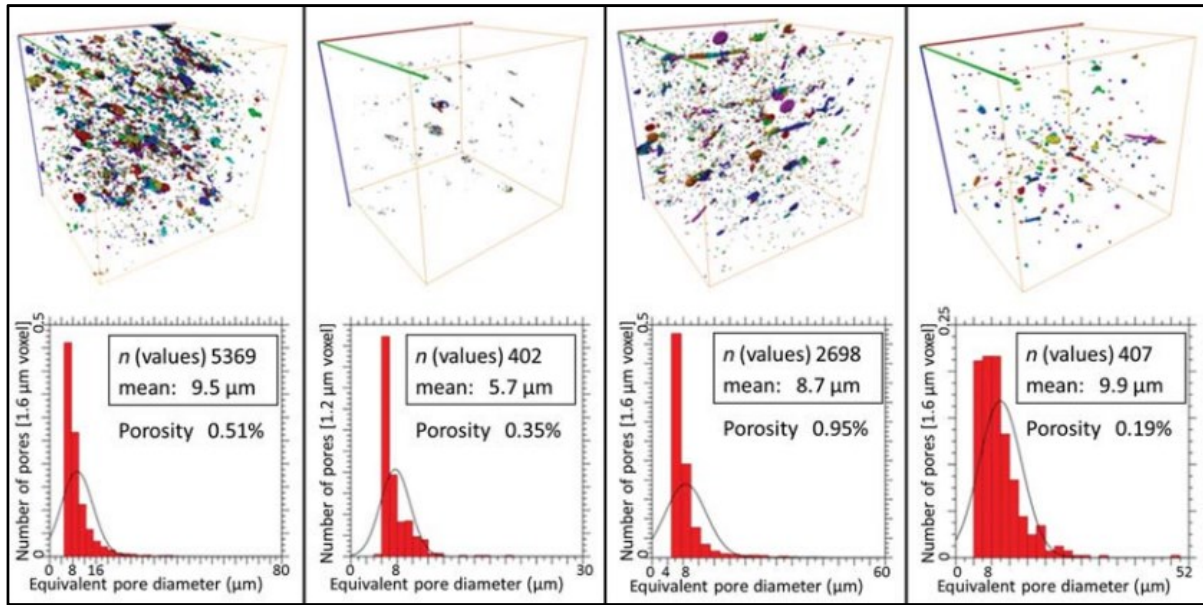 Number of pores [1.6 µm voxel]
0.5
0
n (values) 5369
mean: 9.5 µm
Porosity 0.51%
0 8 16 80
Equivalent pore diameter (µm)
Number of pores [1.2 µm voxel]
n (values) 402
mean: 5.7 µm
Porosity 0.35%
0 8 30
Equivalent pore diameter (µm)
Number of pores [1.6 µm voxel]
0.5
0
n (values) 2698
mean: 8.7 µm
Porosity 0.95%
0 4 8 60
Equivalent pore diameter (µm)
Number of pores [1.6 µm voxel]
0.25
0
n (values) 407
mean: 9.9 µm
Porosity 0.19%
0 8 52
Equivalent pore diameter (µm)